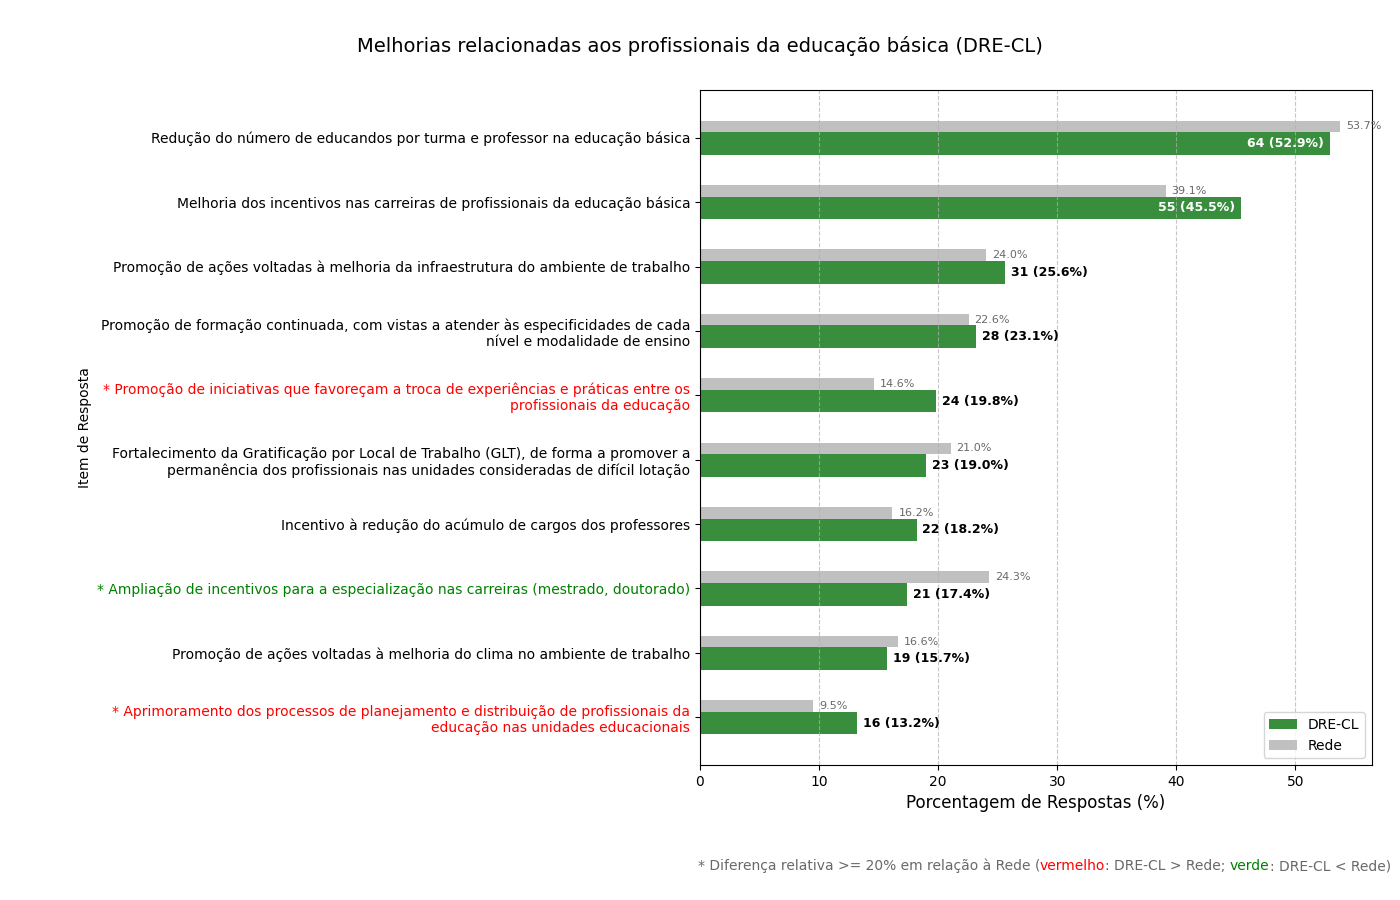 Melhorias relacionadas aos profissionais da educação básica (DRE-CL)
Item de Resposta
Redução do número de educandos por turma e professor na educação básica
53.7%
64 (52.9%)
Melhoria dos incentivos nas carreiras de profissionais da educação básica
39.1%
55 (45.5%)
Promoção de ações voltadas à melhoria da infraestrutura do ambiente de trabalho
24.0%
31 (25.6%)
Promoção de formação continuada, com vistas a atender às especificidades de cada
nível e modalidade de ensino
22.6%
28 (23.1%)
* Promoção de iniciativas que favoreçam a troca de experiências e práticas entre os
profissionais da educação
14.6%
24 (19.8%)
Fortalecimento da Gratificação por Local de Trabalho (GLT), de forma a promover a
permanência dos profissionais nas unidades consideradas de difícil lotação
21.0%
23 (19.0%)
Incentivo à redução do acúmulo de cargos dos professores
16.2%
22 (18.2%)
* Ampliação de incentivos para a especialização nas carreiras (mestrado, doutorado)
24.3%
21 (17.4%)
Promoção de ações voltadas à melhoria do clima no ambiente de trabalho
16.6%
19 (15.7%)
* Aprimoramento dos processos de planejamento e distribuição de profissionais da
educação nas unidades educacionais
9.5%
16 (13.2%)
DRE-CL
Rede
0 10 20 30 40 50
Porcentagem de Respostas (%)
* Diferença relativa >= 20% em relação à Rede (vermelho: DRE-CL > Rede; verde: DRE-CL < Rede)